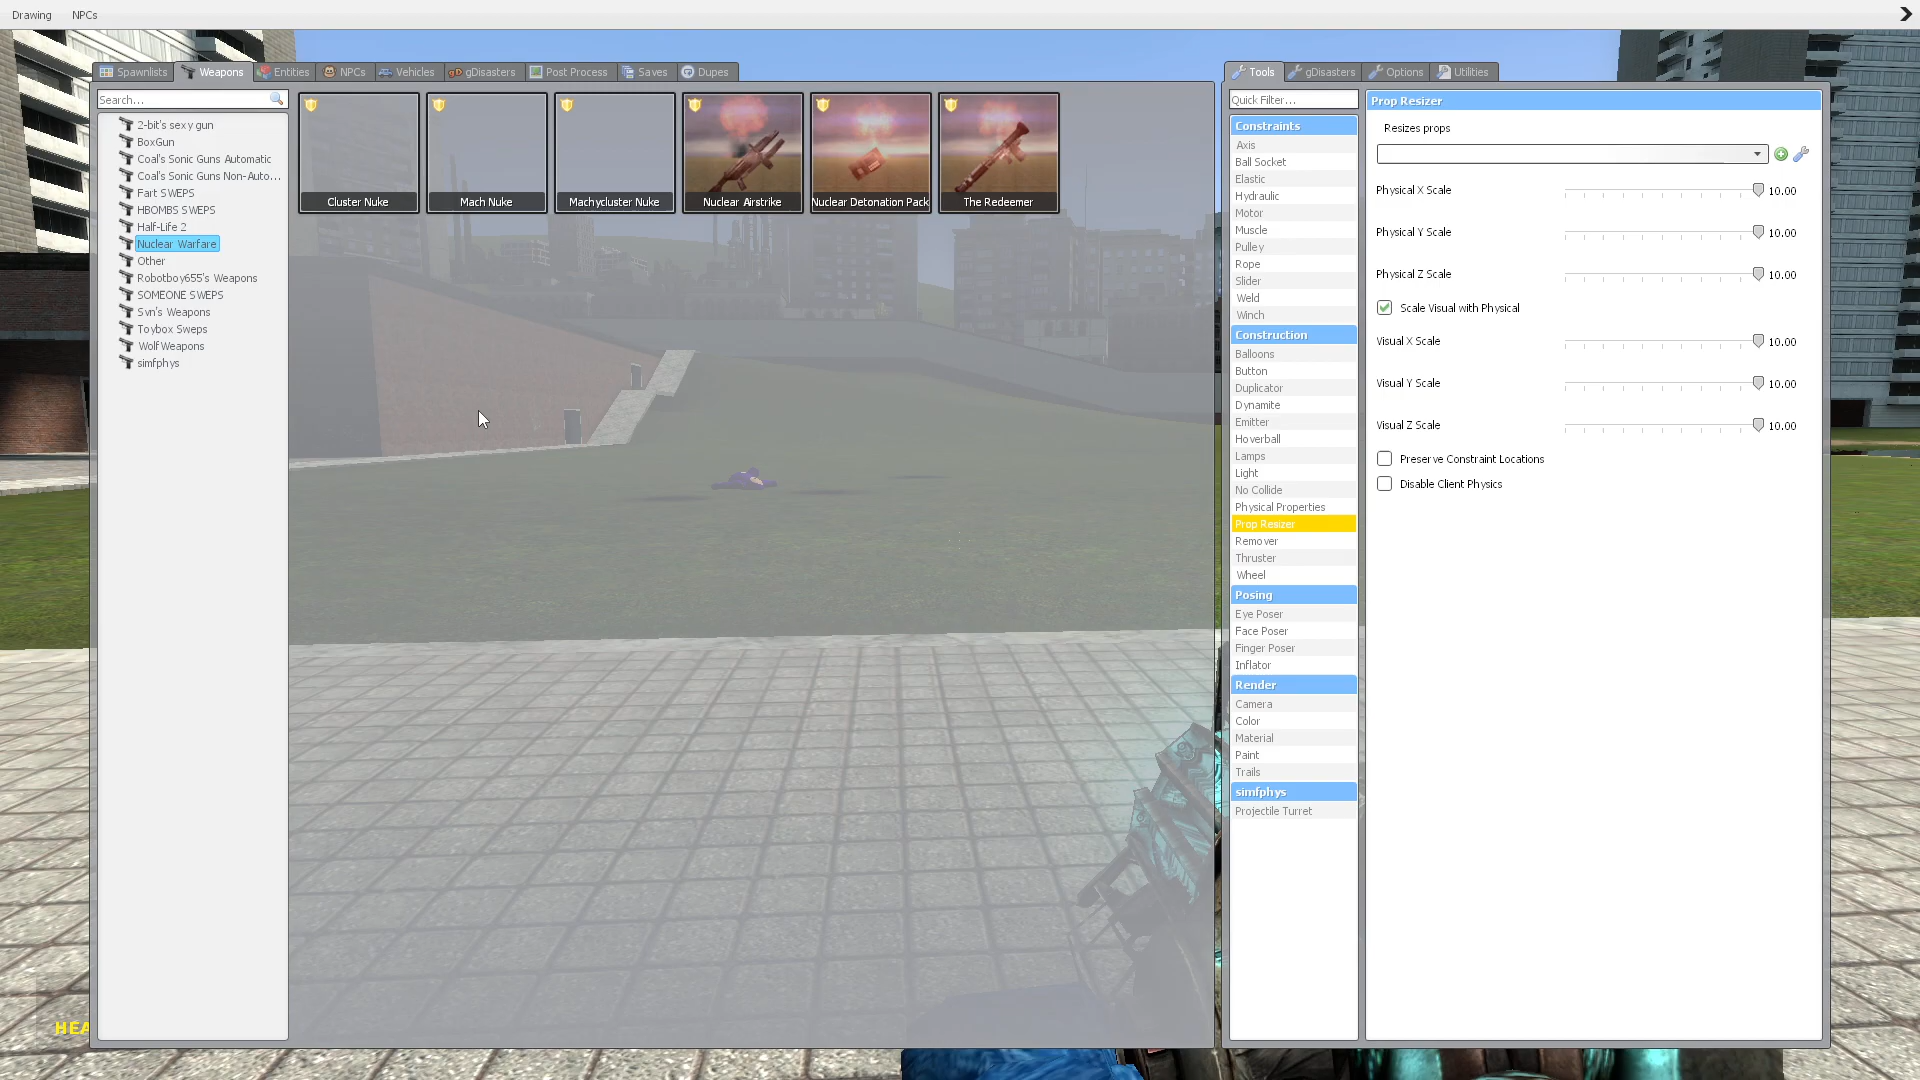 Drawing NPCs
Spawnlists Weapons Entities NPCs Vehicles gDisasters Post Process Saves Dupes
Search...
2-bit's sexy gun
BoxGun
Coal's Sonic Guns Automatic
Coal's Sonic Guns Non-Auto...
Fart SWEPS
HBOMBS SWEPS
Half-Life 2
Nuclear Warfare
Other
Robotboy655's Weapons
SOMEONE SWEPS
Svn's Weapons
Toybox Sweps
Wolf Weapons
simfphys
Cluster Nuke
Mach Nuke
Machycluster Nuke
Nuclear Airstrike
Nuclear Detonation Pack
The Redeemer
HEA
Tools gDisasters Options Utilities
Quick Filter...
Constraints
Axis
Ball Socket
Elastic
Hydraulic
Motor
Muscle
Pulley
Rope
Slider
Weld
Winch
Construction
Balloons
Button
Duplicator
Dynamite
Emitter
Hoverball
Lamps
Light
No Collide
Physical Properties
Prop Resizer
Remover
Thruster
Wheel
Posing
Eye Poser
Face Poser
Finger Poser
Inflator
Render
Camera
Color
Material
Paint
Trails
simfphys
Projectile Turret
Prop Resizer
Resizes props
Physical X Scale 10.00
Physical Y Scale 10.00
Physical Z Scale 10.00
Scale Visual with Physical
Visual X Scale 10.00
Visual Y Scale 10.00
Visual Z Scale 10.00
Preserve Constraint Locations
Disable Client Physics